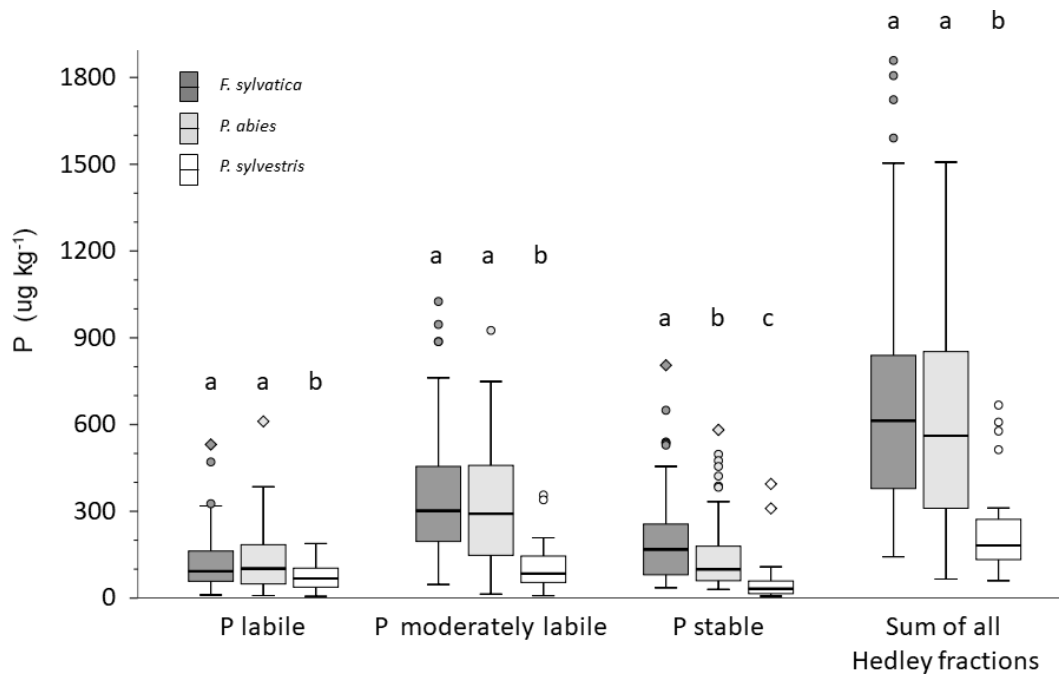 a a b
1800
F. sylvatica
P. abies
1500
P. sylvestris
1200
a a b
P (ug kg⁻¹)
900
a b c
a a b
600
300
0
P labile P moderately labile P stable Sum of all
Hedley fractions